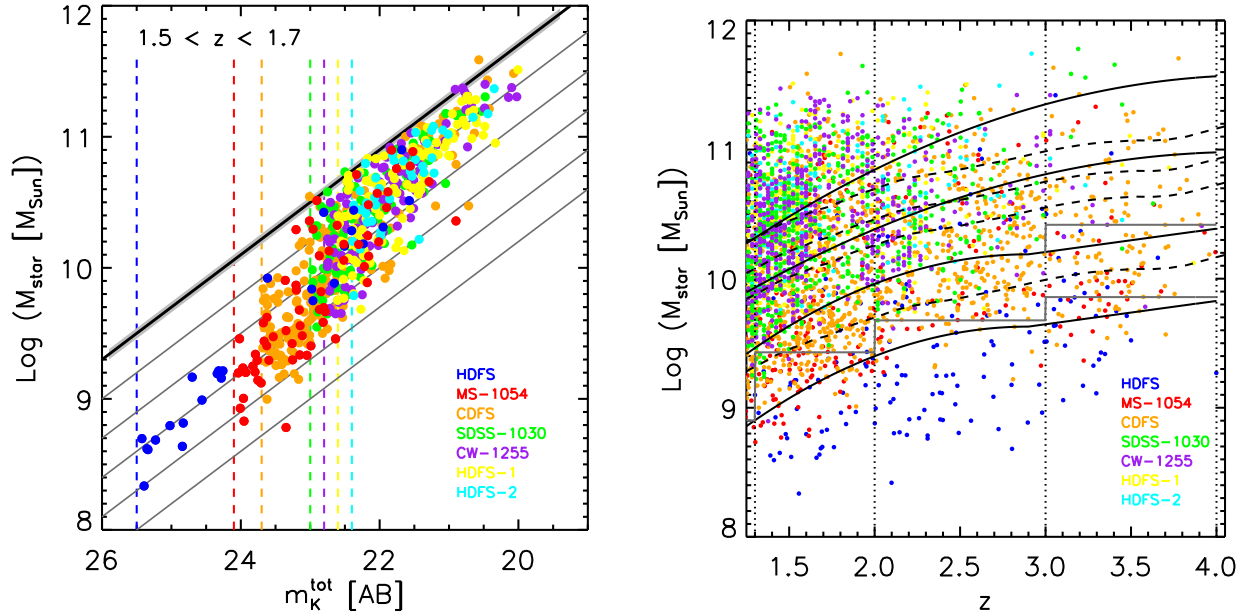 1.5 < z < 1.7
12
11
10
9
8
Log (M_star [M_Sun]
26
24
22
20
m_K^tot [AB]
HDFS
MS-1054
CDFS
SDSS-1030
CW-1255
HDFS-1
HDFS-2
12
11
10
9
8
Log (M_star [M_Sun]
1.5
2.0
2.5
3.0
3.5
4.0
z
HDFS
MS-1054
CDFS
SDSS-1030
CW-1255
HDFS-1
HDFS-2